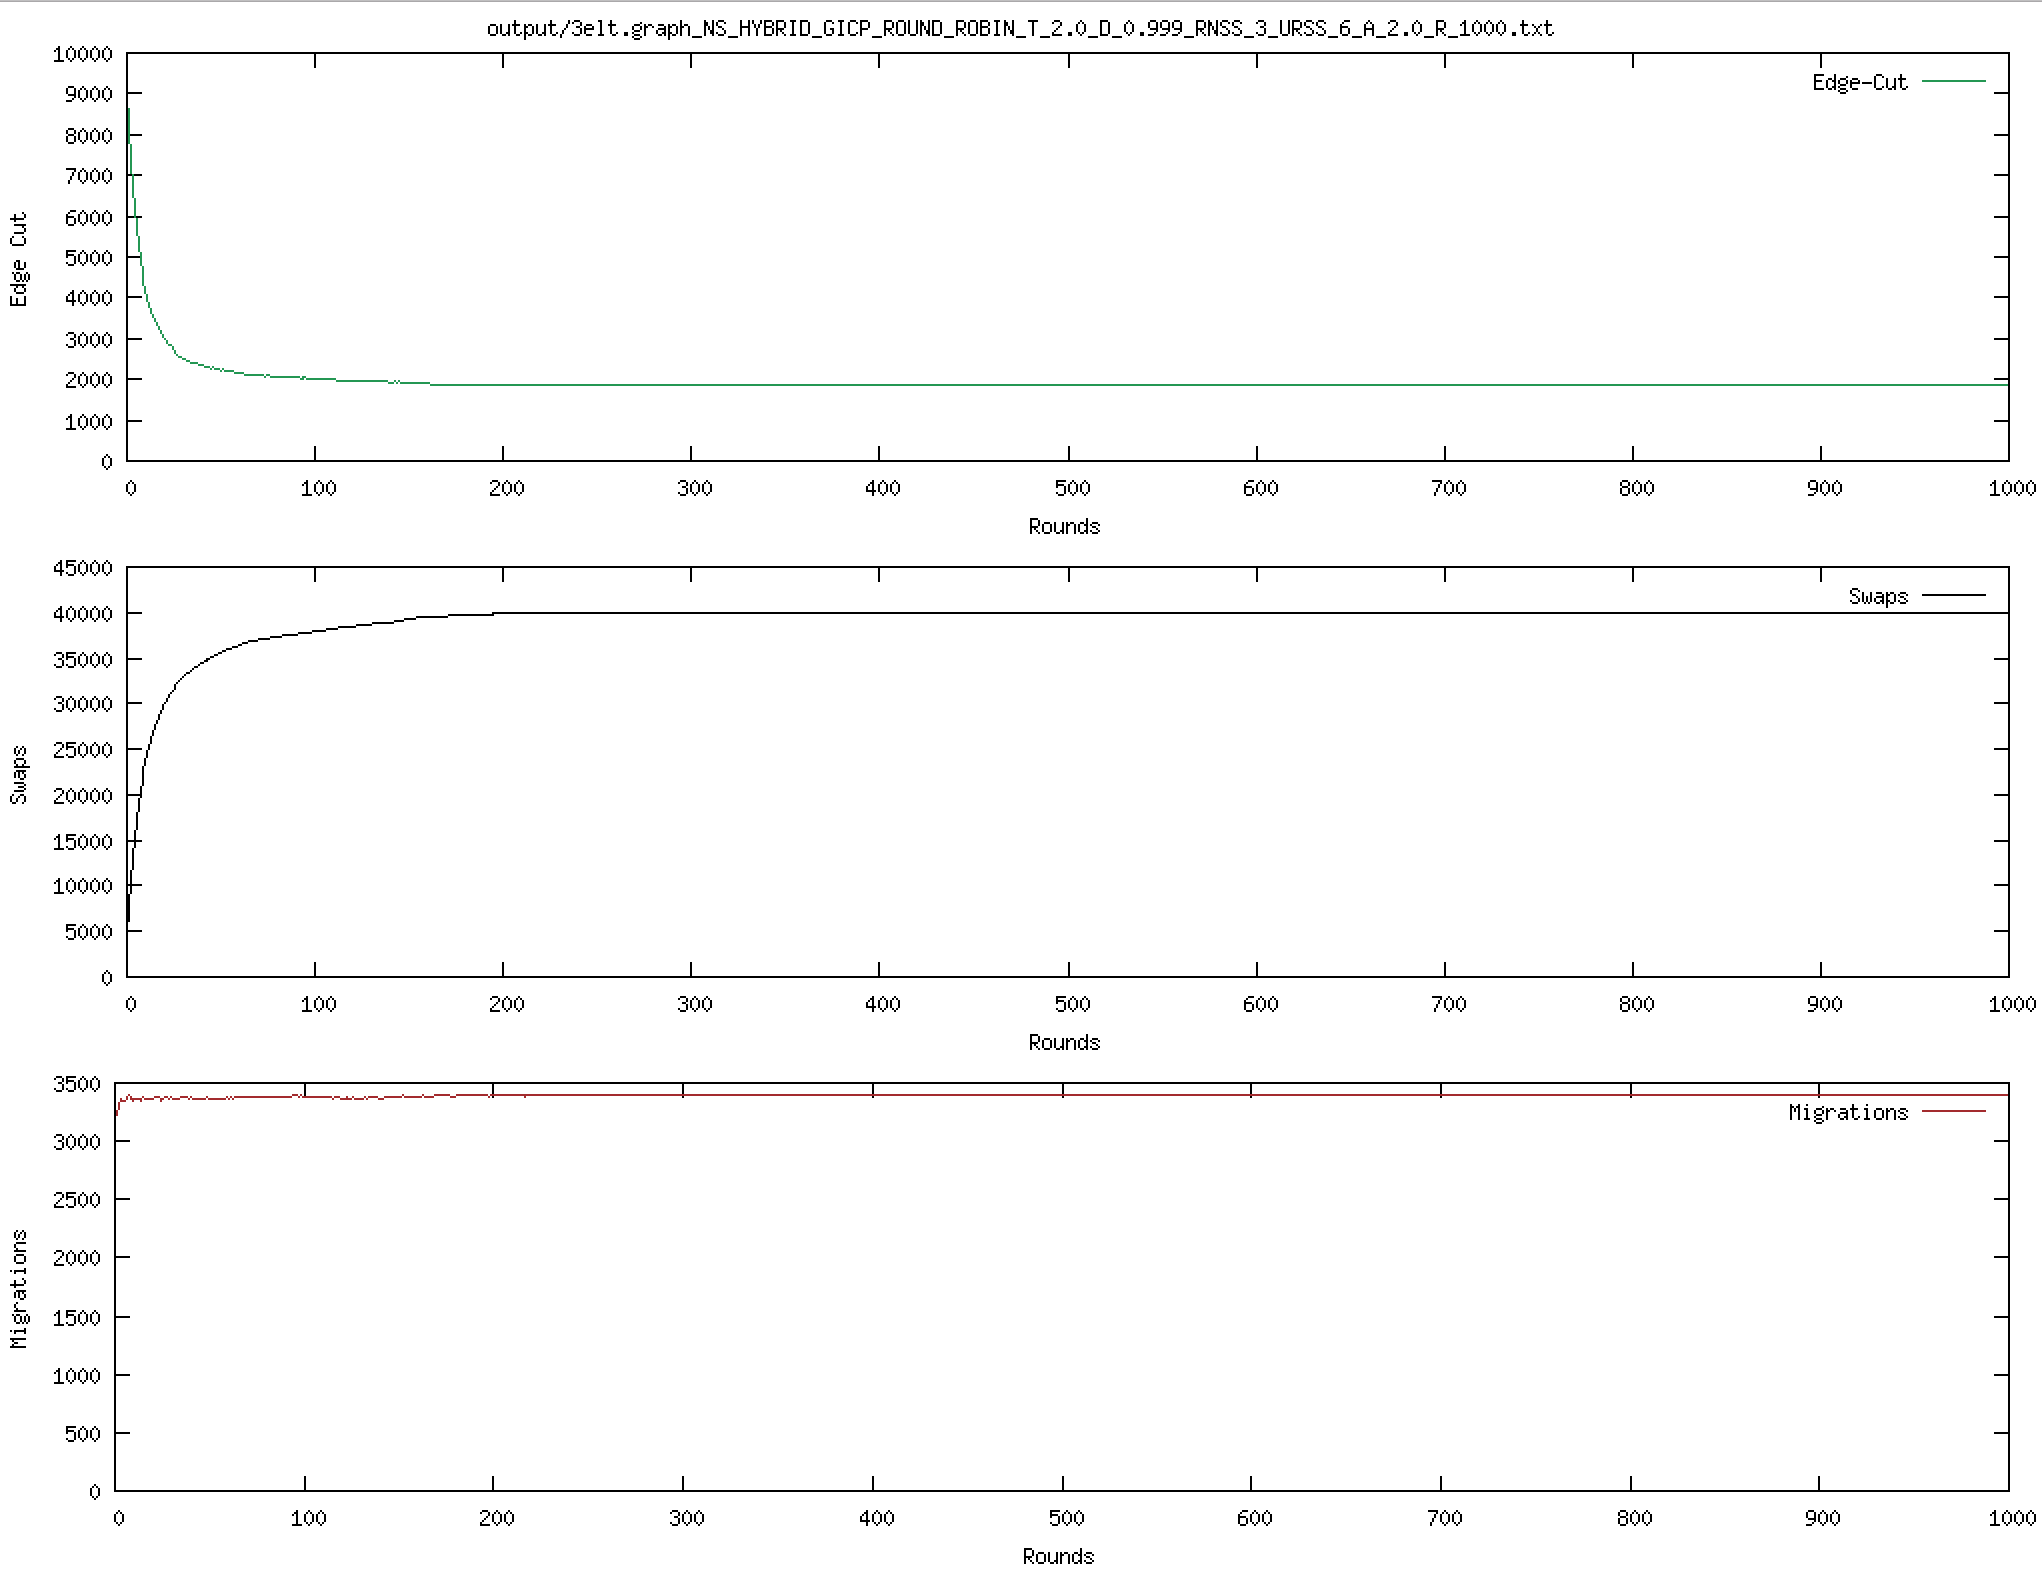 output/3elt.graph_NS_HYBRID_GICP_ROUND_ROBIN_T_2.0_D_0.999_RNSS_3_URSS_6_A_2.0_R_1000.txt
10000
9000
8000
7000
6000
5000
4000
3000
2000
1000
0
Edge Cut
Edge-Cut
0 100 200 300 400 500 600 700 800 900 1000
Rounds
45000
40000
35000
30000
25000
20000
15000
10000
5000
0
Swaps
Swaps
0 100 200 300 400 500 600 700 800 900 1000
Rounds
3500
3000
2500
2000
1500
1000
500
0
Migrations
Migrations
0 100 200 300 400 500 600 700 800 900 1000
Rounds